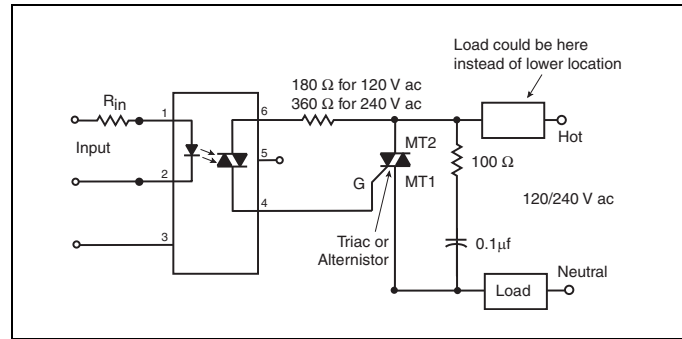 Load could be here
instead of lower location
180 Ω for 120 V ac
360 Ω for 240 V ac
Rin
1
6
Hot
Input
5
MT2
100 Ω
2
G
MT1
4
120/240 V ac
3
Triac or
Alternistor
0.1µf
Neutral
Load